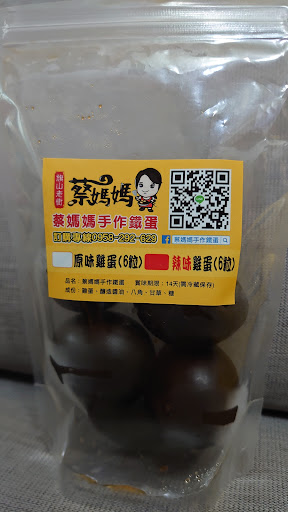 旗山老街
蔡媽媽
蔡媽媽手作鐵蛋
訂購專線0958-292-629
蔡媽媽手作鐵蛋
原味雞蛋(6粒) 辣味雞蛋(6粒)
品名:蔡媽媽手作鐵蛋 賞味期限:14天(需冷藏保存)
成份:雞蛋、釀造醬油、八角、甘草、糖